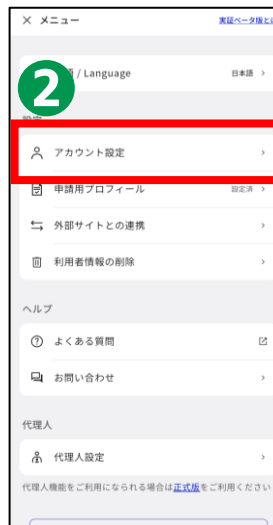 × メニュー 実証ベータ版とは
2
/ Language 日本語 >
アカウント設定 >
申請用プロフィール 設定済 >
外部サイトとの連携 >
利用者情報の削除 >
ヘルプ
よくある質問
お問い合わせ >
代理人
代理人設定 >
代理人機能をご利用になられる場合は正式版をご利用ください